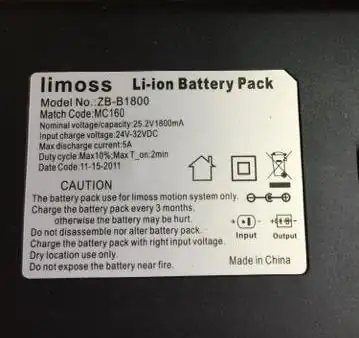 limoss Li-ion Battery Pack
Model No.:ZB-B1800
Match Code:MC160
Nominal voltage/capacity:25.2V1800mA
Input charge voltage:24V-32VDC
Max discharge current:5A
Duty cycle:Max10%;Max T_on:2min
Date Code:11-15-2011
CAUTION
The battery pack use for limoss motion system only.
Charge the battery pack every 3 months,
otherwise the battery may be hurt.
Do not disassemble nor alter battery pack.
Charge the battery pack with right input voltage.
Dry location use only.
Do not expose the battery near fire.
+ -
+ -
Input Output
Made in China